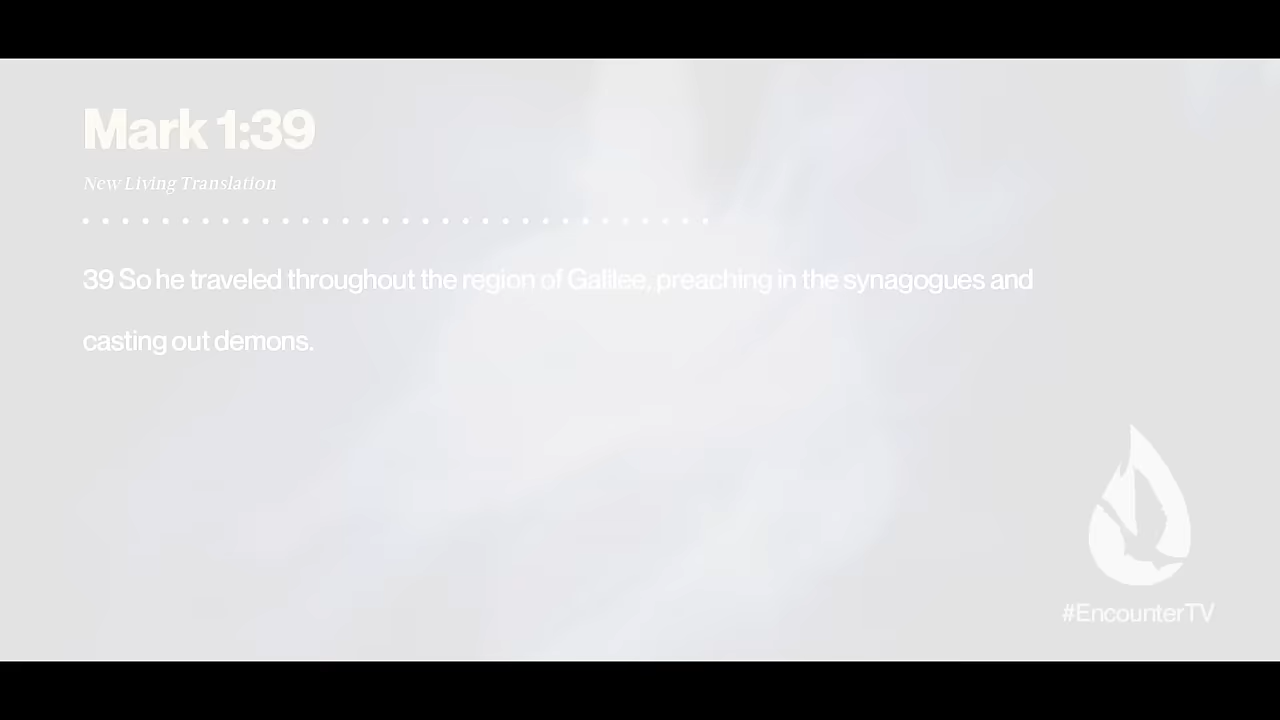 Mark 1:39
New Living Translation
39 So he traveled throughout the region of Galilee, preaching in the synagogues and
casting out demons.
#EncounterTV